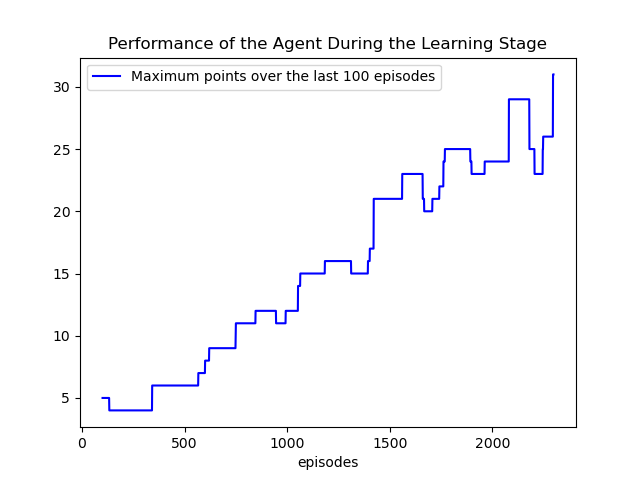 Performance of the Agent During the Learning Stage
Maximum points over the last 100 episodes
30
25
20
15
10
5
0 500 1000 1500 2000
episodes